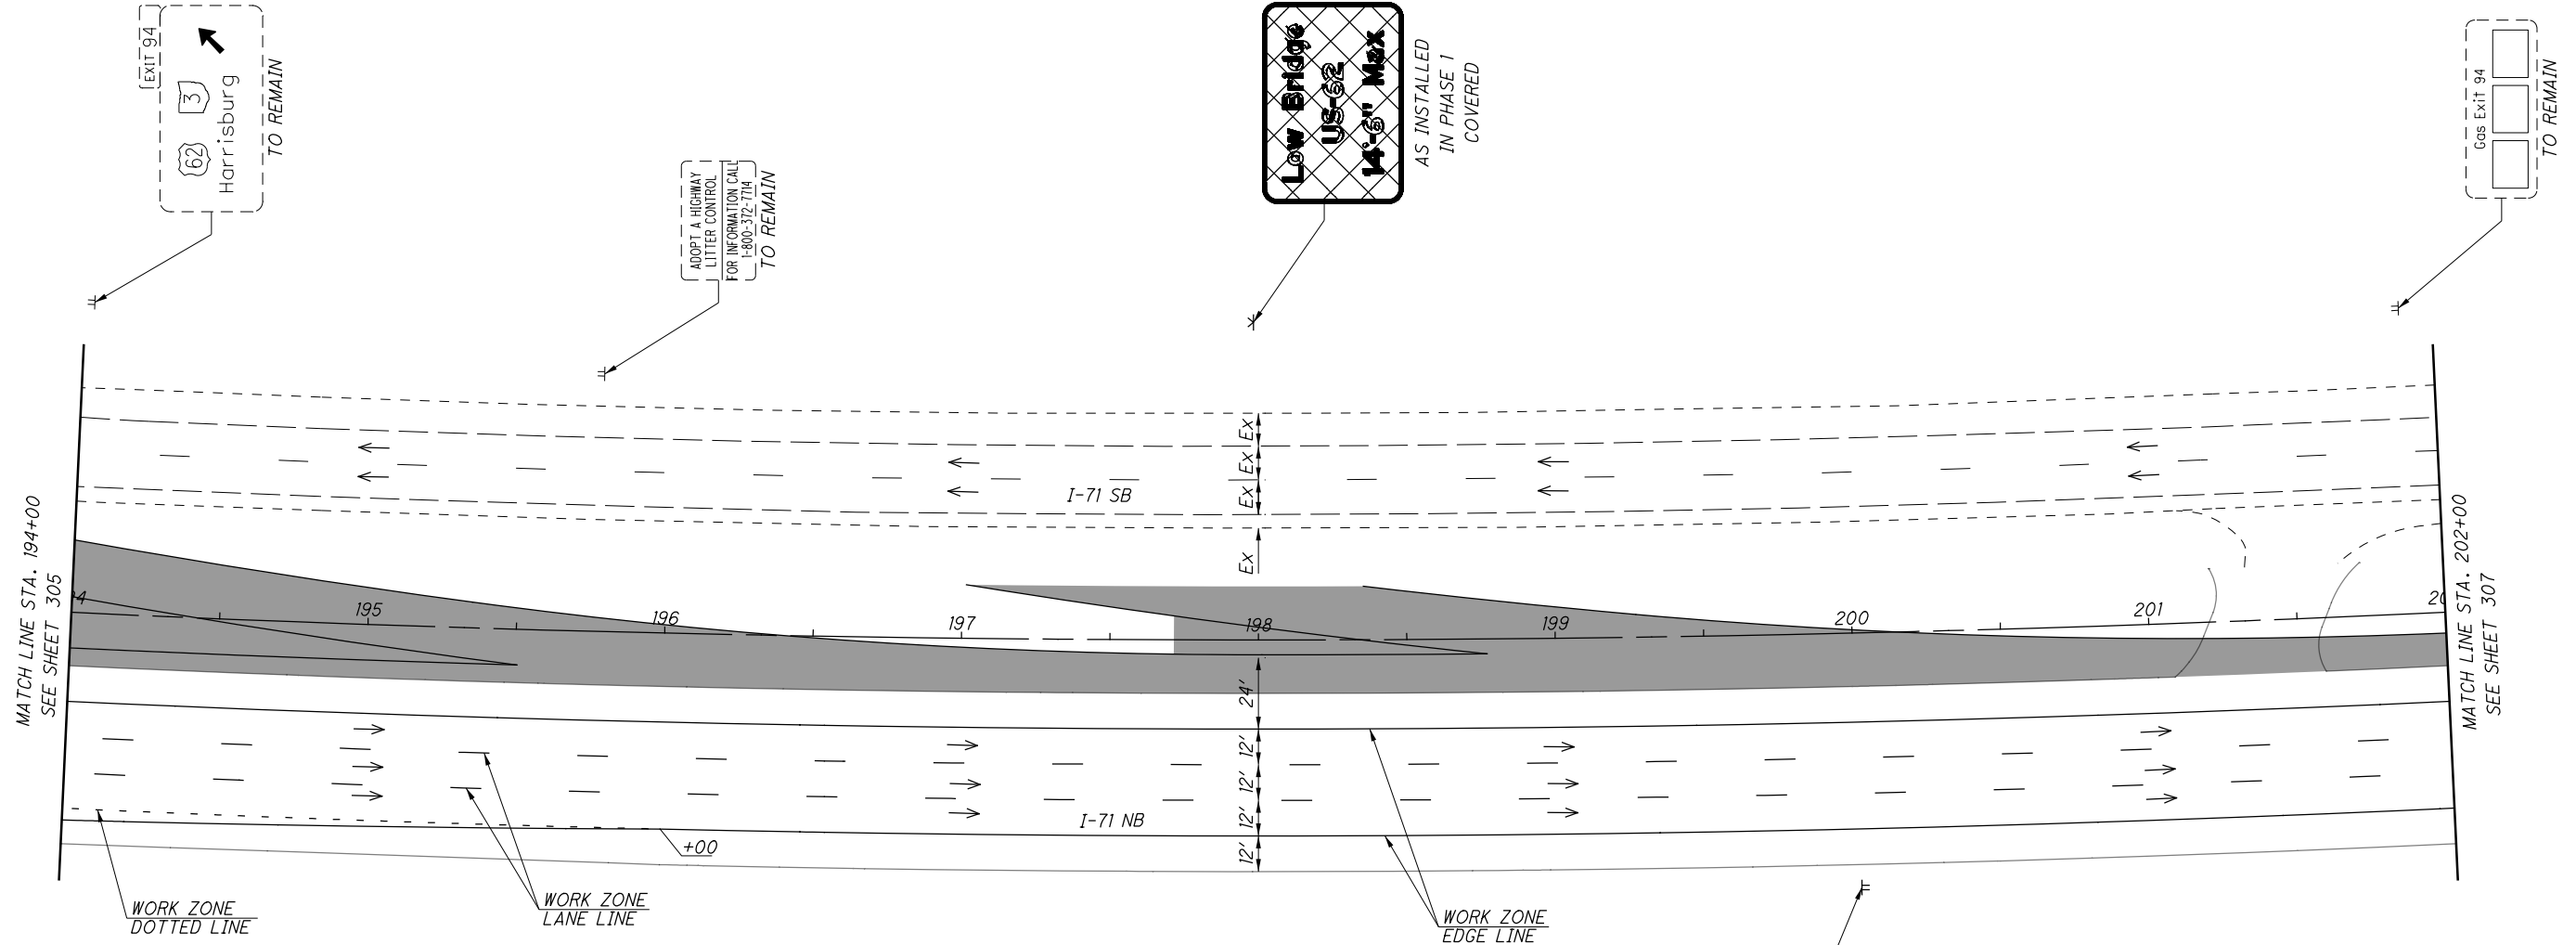 EXIT 94
62 3
Harrisburg
TO REMAIN
ADOPT A HIGHWAY
LITTER CONTROL
FOR INFORMATION CALL
1-800-372-7714
TO REMAIN
Low Bridge
US-62
14'-6" Max
AS INSTALLED
IN PHASE 1
COVERED
Gas Exit 94
TO REMAIN
MATCH LINE STA. 194+00
SEE SHEET 305
I-71 SB
Ex
Ex
Ex
Ex
195
196
197
198
199
200
201
24'
12'
12'
12'
12'
I-71 NB
+00
WORK ZONE
DOTTED LINE
WORK ZONE
LANE LINE
WORK ZONE
EDGE LINE
MATCH LINE STA. 202+00
SEE SHEET 307